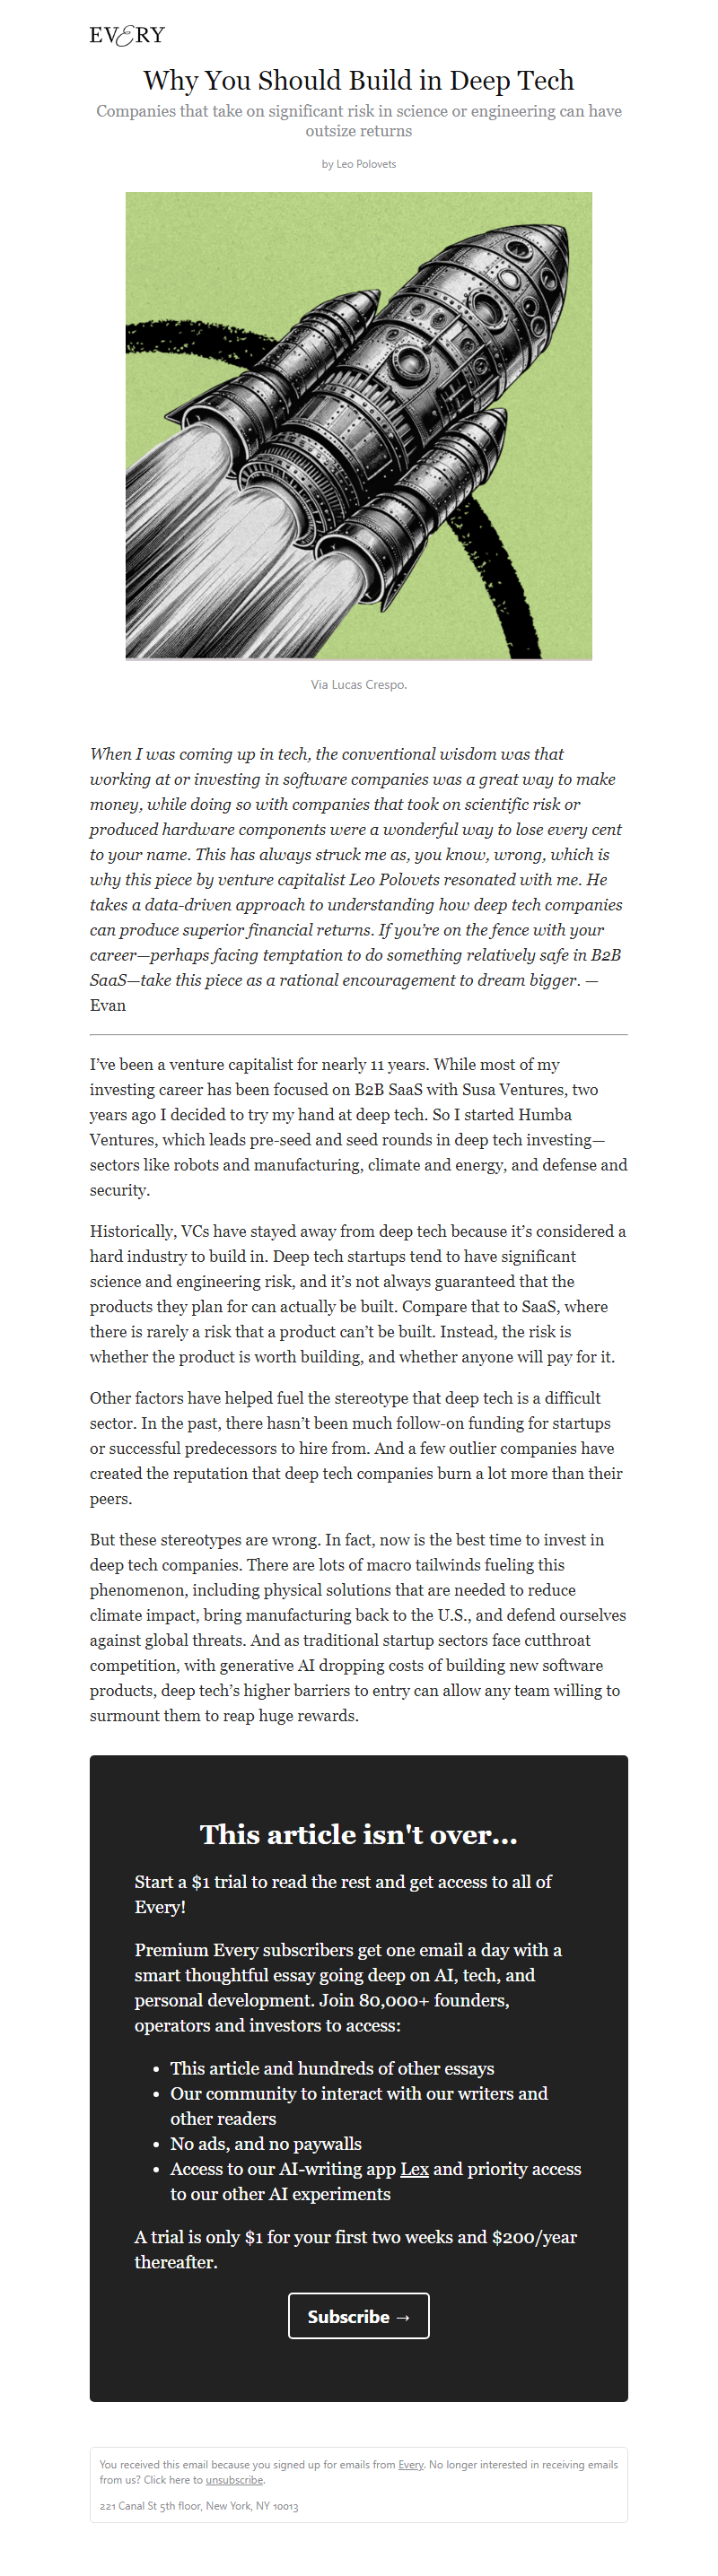 EVERY
Why You Should Build in Deep Tech
Companies that take on significant risk in science or engineering can have
outsize returns
by Leo Polovets
Via Lucas Crespo.
When I was coming up in tech, the conventional wisdom was that
working at or investing in software companies was a great way to make
money, while doing so with companies that took on scientific risk or
produced hardware components were a wonderful way to lose every cent
to your name. This has always struck me as, you know, wrong, which is
why this piece by venture capitalist Leo Polovets resonated with me. He
takes a data-driven approach to understanding how deep tech companies
can produce superior financial returns. If you’re on the fence with your
career—perhaps facing temptation to do something relatively safe in B2B
SaaS—take this piece as a rational encouragement to dream bigger. —
Evan
I’ve been a venture capitalist for nearly 11 years. While most of my
investing career has been focused on B2B SaaS with Susa Ventures, two
years ago I decided to try my hand at deep tech. So I started Humba
Ventures, which leads pre-seed and seed rounds in deep tech investing—
sectors like robots and manufacturing, climate and energy, and defense and
security.
Historically, VCs have stayed away from deep tech because it’s considered a
hard industry to build in. Deep tech startups tend to have significant
science and engineering risk, and it’s not always guaranteed that the
products they plan for can actually be built. Compare that to SaaS, where
there is rarely a risk that a product can’t be built. Instead, the risk is
whether the product is worth building, and whether anyone will pay for it.
Other factors have helped fuel the stereotype that deep tech is a difficult
sector. In the past, there hasn’t been much follow-on funding for startups
or successful predecessors to hire from. And a few outlier companies have
created the reputation that deep tech companies burn a lot more than their
peers.
But these stereotypes are wrong. In fact, now is the best time to invest in
deep tech companies. There are lots of macro tailwinds fueling this
phenomenon, including physical solutions that are needed to reduce
climate impact, bring manufacturing back to the U.S., and defend ourselves
against global threats. And as traditional startup sectors face cutthroat
competition, with generative AI dropping costs of building new software
products, deep tech’s higher barriers to entry can allow any team willing to
surmount them to reap huge rewards.
This article isn't over...
Start a $1 trial to read the rest and get access to all of
Every!
Premium Every subscribers get one email a day with a
smart thoughtful essay going deep on AI, tech, and
personal development. Join 80,000+ founders,
operators and investors to access:
• This article and hundreds of other essays
• Our community to interact with our writers and
other readers
• No ads, and no paywalls
• Access to our AI-writing app Lex and priority access
to our other AI experiments
A trial is only $1 for your first two weeks and $200/year
thereafter.
Subscribe →
You received this email because you signed up for emails from Every. No longer interested in receiving emails
from us? Click here to unsubscribe.
221 Canal St 5th floor, New York, NY 10013